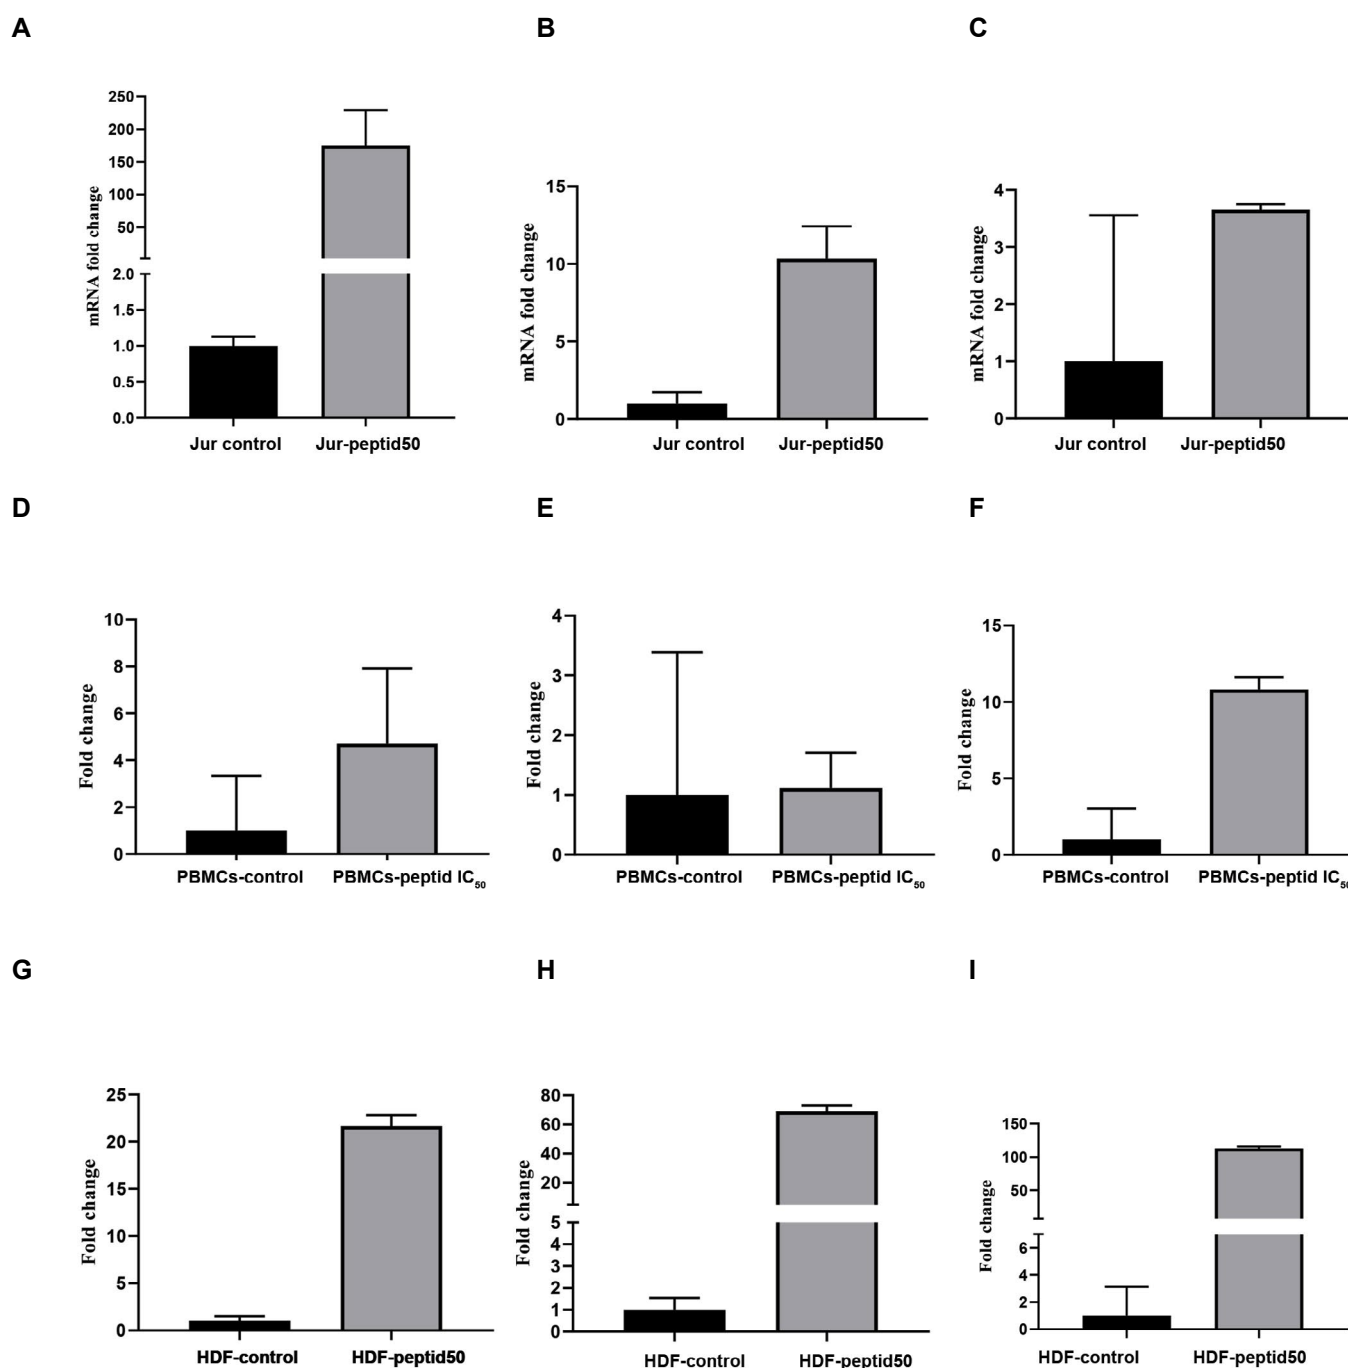 A
B
C
250
200
150
100
50
2.0
1.5
1.0
0.5
0.0
mRNA fold change
Jur control
Jur-peptid50
15
10
5
0
mRNA fold change
Jur control
Jur-peptid50
4
3
2
1
0
mRNA fold change
Jur control
Jur-peptid50
D
E
F
10
8
6
4
2
0
Fold change
PBMCs-control
PBMCs-peptid IC50
4
3
2
1
0
Fold change
PBMCs-control
PBMCs-peptid IC50
15
10
5
0
Fold change
PBMCs-control
PBMCs-peptid IC50
G
H
I
25
20
15
10
5
0
Fold change
HDF-control
HDF-peptid50
80
60
40
20
5
4
3
2
1
0
Fold change
HDF-control
HDF-peptid50
150
100
50
6
4
2
0
Fold change
HDF-control
HDF-peptid50